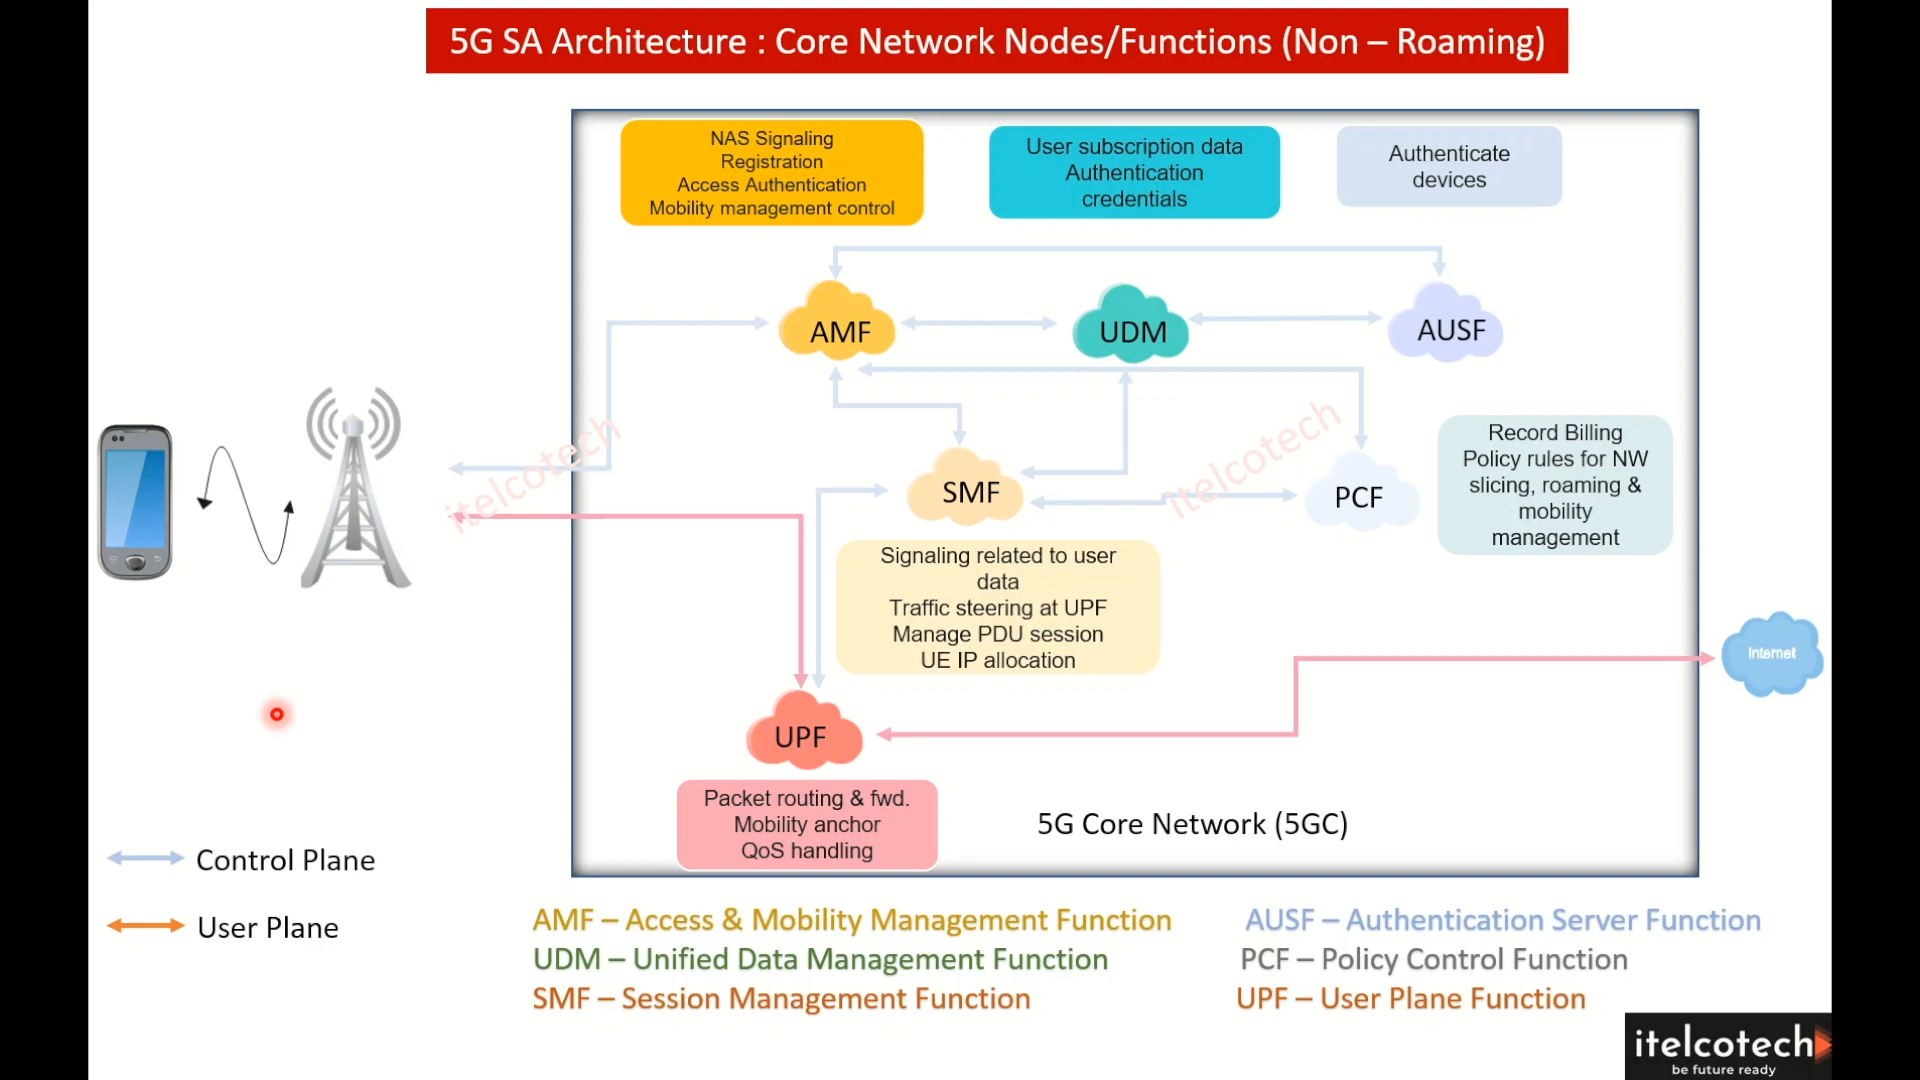 5G SA Architecture : Core Network Nodes/Functions (Non – Roaming)
NAS Signaling
Registration
Access Authentication
Mobility management control
User subscription data
Authentication
credentials
Authenticate
devices
AMF
UDM
AUSF
SMF
PCF
Record Billing
Policy rules for NW
slicing, roaming &
mobility
management
itelcotech
itelcotech
Signaling related to user
data
Traffic steering at UPF
Manage PDU session
UE IP allocation
Internet
UPF
Packet routing & fwd.
Mobility anchor
QoS handling
5G Core Network (5GC)
Control Plane
User Plane
AMF – Access & Mobility Management Function
UDM – Unified Data Management Function
SMF – Session Management Function
AUSF – Authentication Server Function
PCF – Policy Control Function
UPF – User Plane Function
itelcotech
be future ready